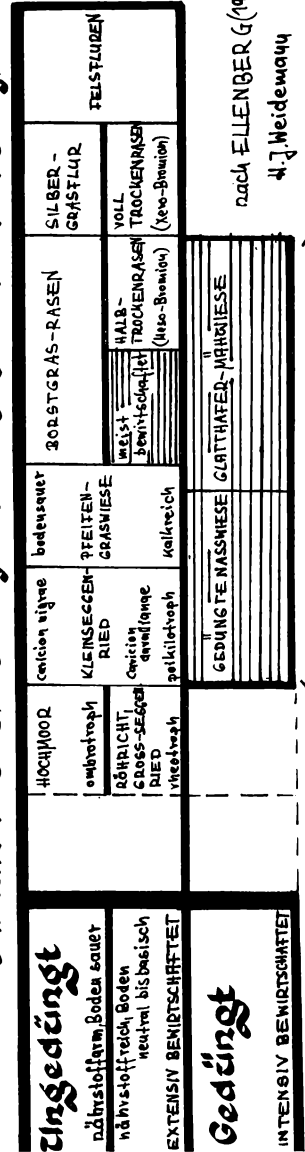 Ungedüngt
nährstoffarm, Boden sauer
nährstoffreich, Boden
neutral bis basisch
EXTENSIV BEWIRTSCHAFTET
HOCHMOOR
ombrotroph
RÖHRICHT,
GROSS-SEGGEN
RIED
rheotroph
caricion nigrae
KLEINSEGGEN-
RIED
Caricion
davallianae
bodensauer
PFEIFEN-
GRASWIESE
kalkreich
BORSTGRAS-RASEN
meist
bewirtschaftet
HALB-
TROCKENRASEN
(Meso-Bromion)
SILBER-
GRASFLUR
VOLL
TROCKENRASEN
(Xero-Bromion)
FELSFLUREN
Gedüngt
INTENSIV BEWIRTSCHAFTET
GEDÜNGTE NASSWIESE
GLATTHAFER-MÄHWIESE
nach ELLENBERG
H.J. Weidemann